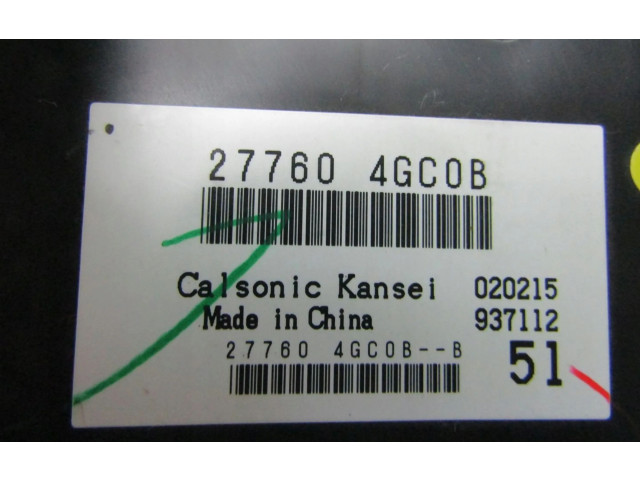 27760 4GC0B
Calsonic Kansei 020215
Made in China 937112
27760 4GC0B--B
51